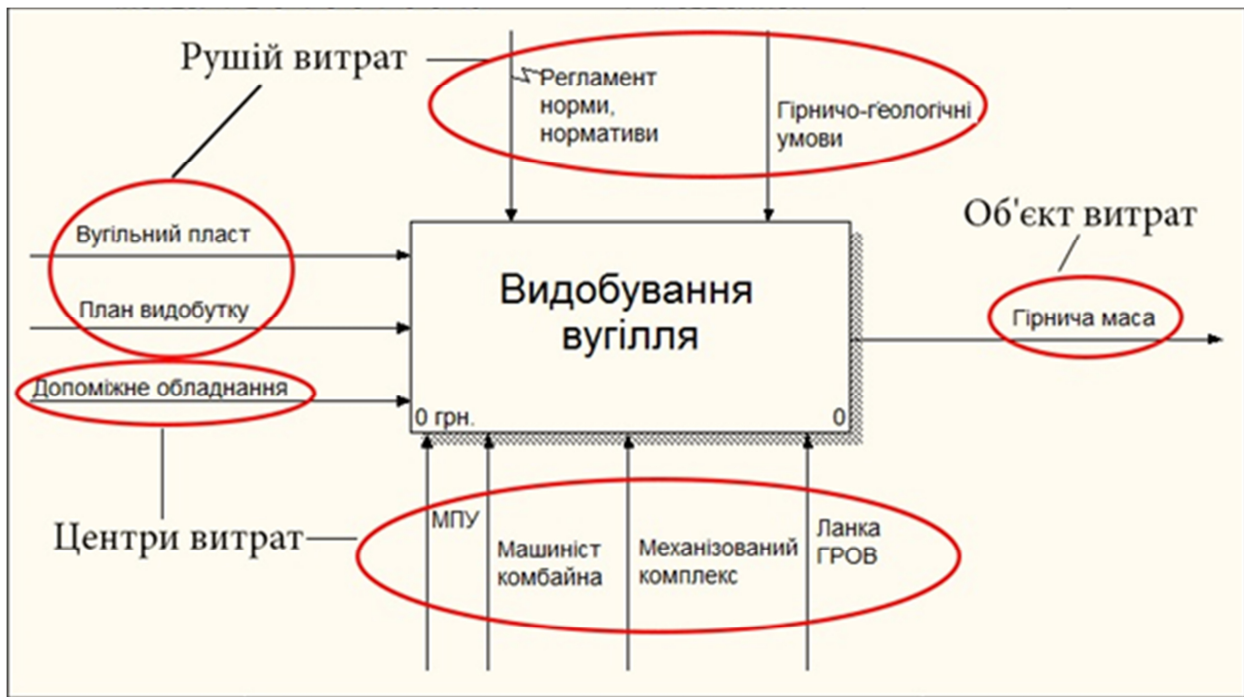 Рушій витрат
Регламент
норми,
нормативи
Гірничо-геологічні
умови
Об'єкт витрат
Вугільний пласт
План видобутку
Допоміжне обладнання
Видобування
вугілля
0 грн.
0
Гірнича маса
Центри витрат
МПУ
Машиніст
комбайна
Механізований
комплекс
Ланка
ГРОВ